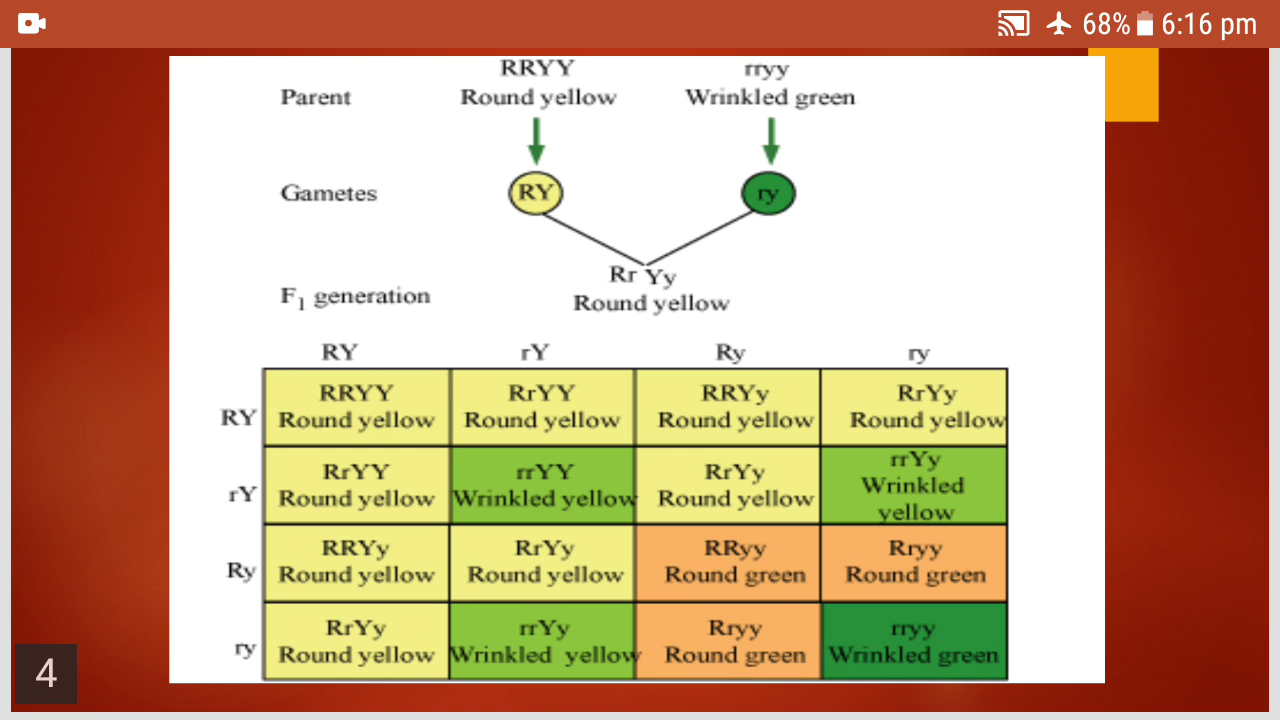 68% 6:16 pm
RRYY rryy
Parent Round yellow Wrinkled green
Gametes RY ry
Rr Yy
F1 generation Round yellow
RY rY Ry ry
RRYY RrYY RRYy RrYy
RY Round yellow Round yellow Round yellow Round yellow
RrYY rrYY RrYy rrYy
rY Round yellow Wrinkled yellow Round yellow Wrinkled yellow
RRYy RrYy RRyy Rryy
Ry Round yellow Round yellow Round green Round green
RrYy rrYy Rryy rryy
ry Round yellow Wrinkled yellow Round green Wrinkled green
4